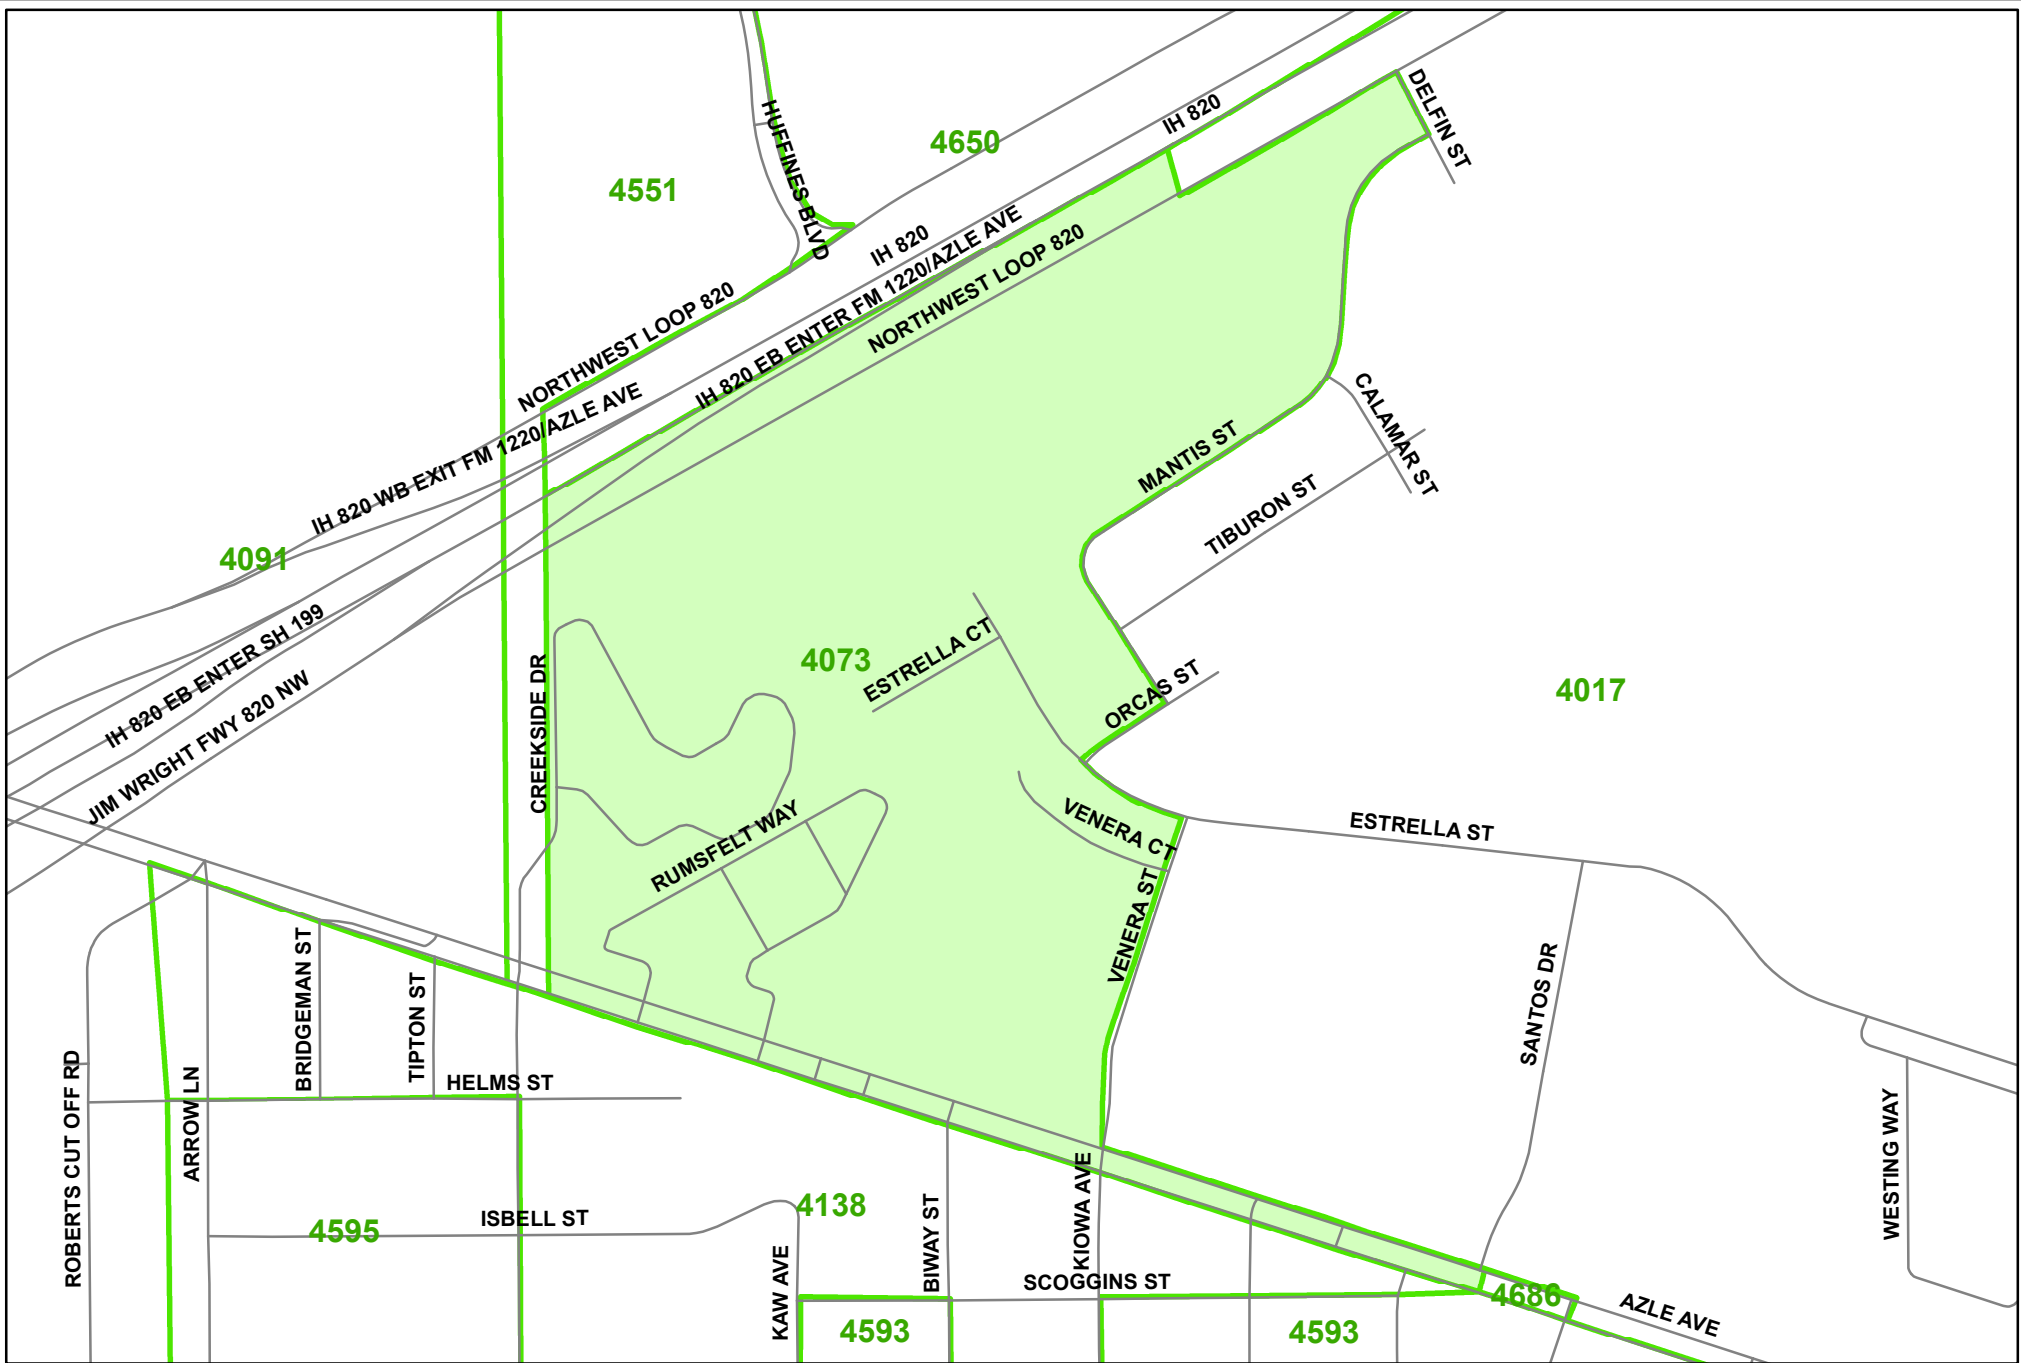 DELFIN ST
HUFFINES BLVD
4650
IH 820
4551
IH 820
IH 820 EB ENTER FM 1220/AZLE AVE
NORTHWEST LOOP 820
NORTHWEST LOOP 820
IH 820 WB EXIT FM 1220/AZLE AVE
CALAMAR ST
MANTIS ST
TIBURON ST
4091
IH 820 EB ENTER SH 199
JIM WRIGHT FWY 820 NW
CREEKSIDE DR
4073
ESTRELLA CT
ORCAS ST
4017
RUMSFELT WAY
VENERA CT
ESTRELLA ST
VENERA ST
SANTOS DR
BRIDGEMAN ST
TIPTON ST
HELMS ST
ROBERTS CUT OFF RD
ARROW LN
WESTING WAY
4595
ISBELL ST
4138
KAW AVE
BIWAY ST
KIOWA AVE
SCOGGINS ST
4593
4593
4686
AZLE AVE